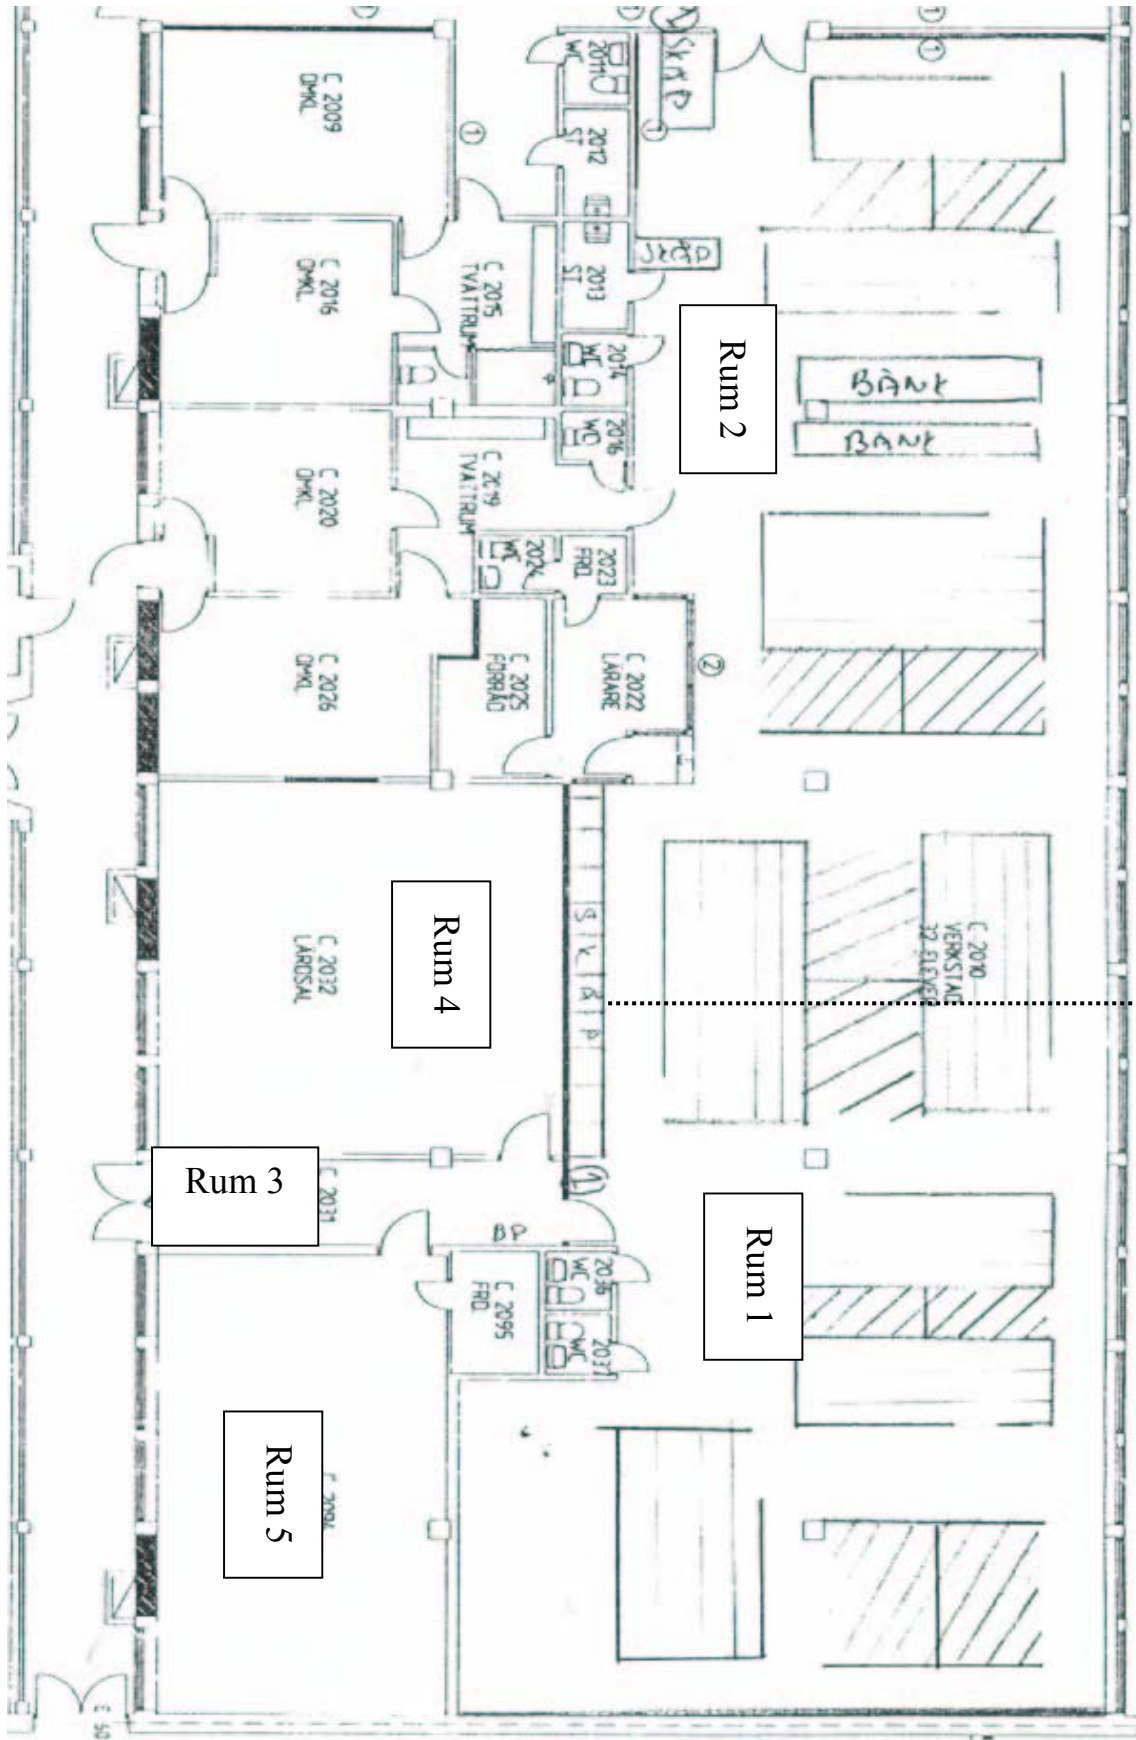 SKÅP
2011
WC
C 2009
OMKL
2012
ST
C 2016
OMKL
C 2015
TVÄTTRUM
2013
ST
SKÅP
2014
WC
Rum 2
BÄNK
BÄNK
C 2020
OMKL
C 2019
TVÄTTRUM
2016
WC
2024
WC
2023
FRD
C 2026
OMKL
C 2025
FÖRRÅD
C 2022
LÄRARE
C 2032
LÄROSAL
Rum 4
SKÅP
C 2010
VERKSTAD
32 ELEVER
Rum 3
C 2031
BP
2036
WC
2037
WC
C 2095
FRD
Rum 1
Rum 5
C 2094